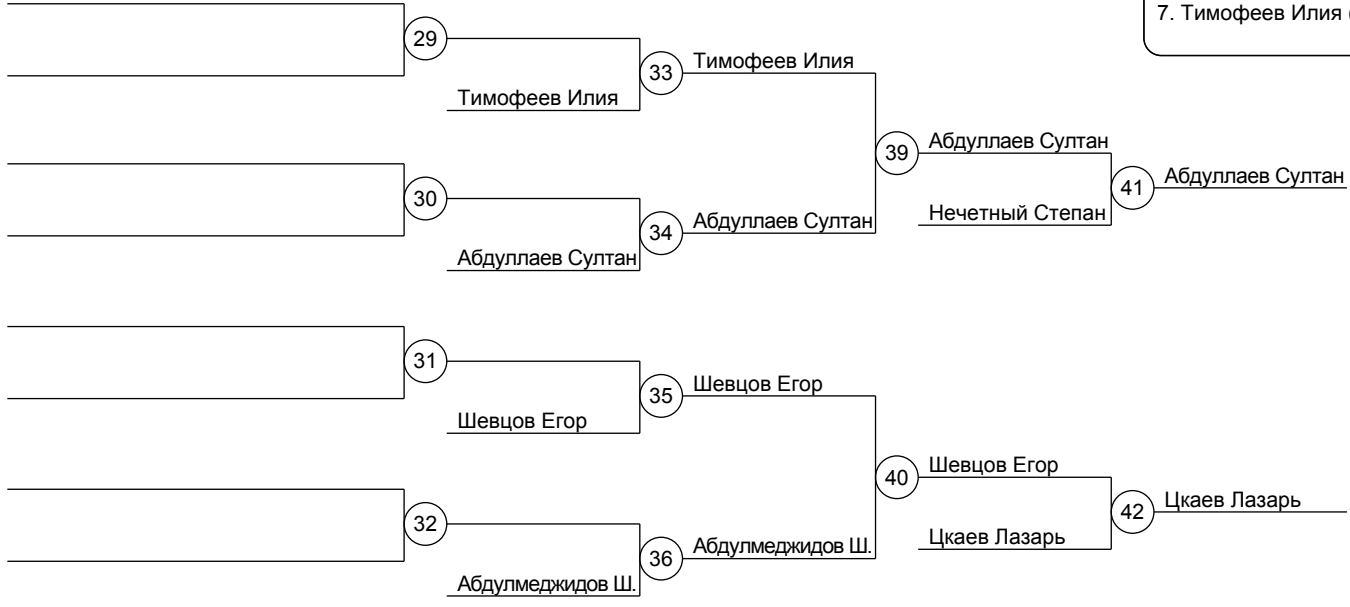 7. Тимофеев Илия
29
33
Тимофеев Илия
Тимофеев Илия
39
Абдуллаев Султан
41
Абдуллаев Султан
Нечетный Степан
30
34
Абдуллаев Султан
Абдуллаев Султан
31
35
Шевцов Егор
Шевцов Егор
40
Шевцов Егор
42
Цкаев Лазарь
Цкаев Лазарь
32
36
Абдулмеджидов Ш.
Абдулмеджидов Ш.